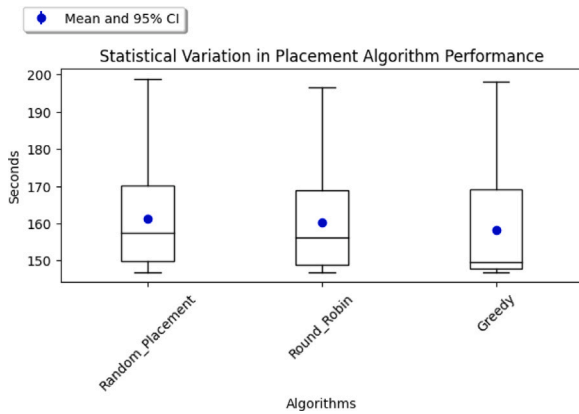 Mean and 95% CI
Statistical Variation in Placement Algorithm Performance
200
190
180
170
160
150
Seconds
Random_Placement
Round_Robin
Greedy
Algorithms